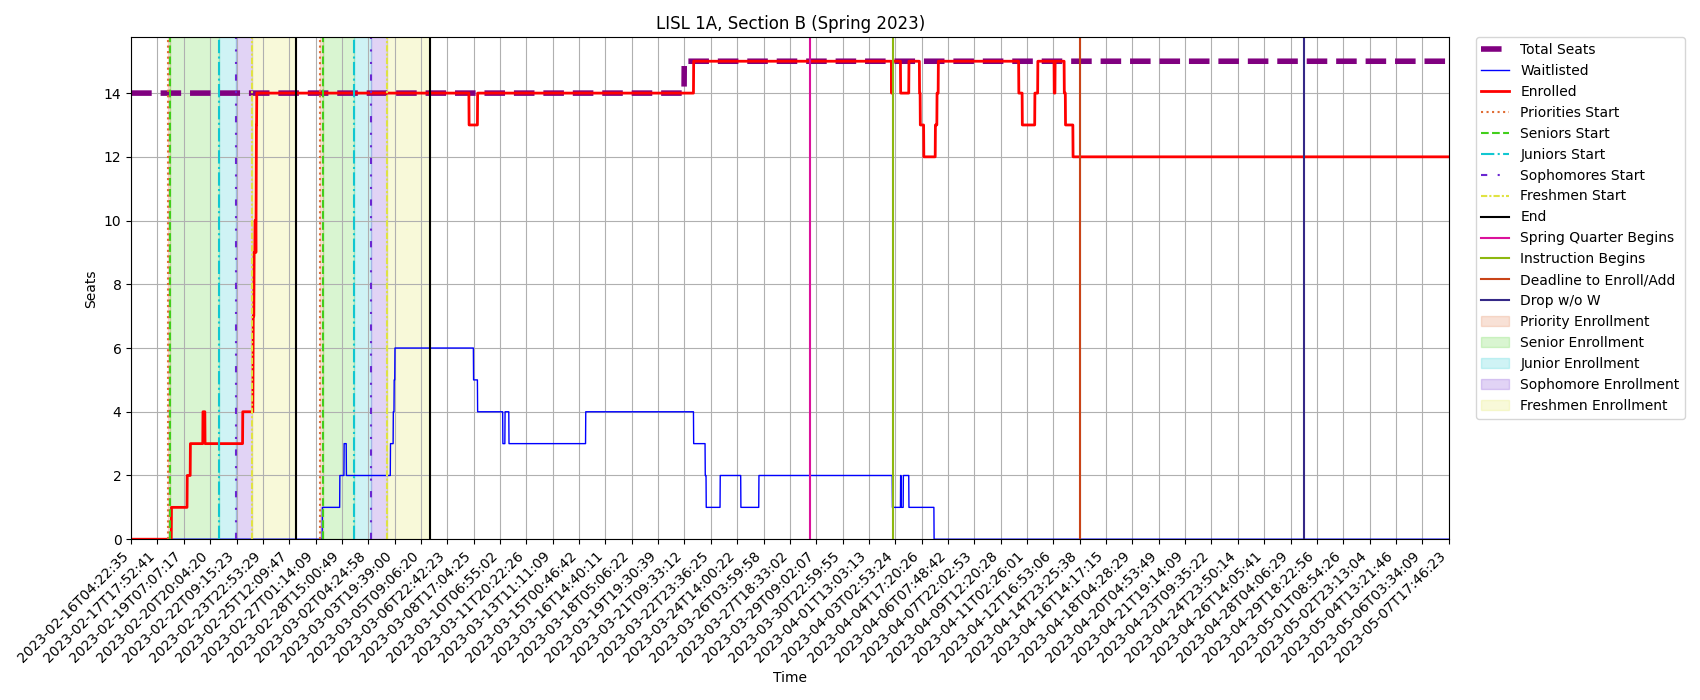 LISL 1A, Section B (Spring 2023)
Seats
14
12
10
8
6
4
2
0
2023-02-16T04:22:35
2023-02-17T17:52:41
2023-02-19T07:07:17
2023-02-20T20:04:20
2023-02-22T09:15:23
2023-02-23T22:53:29
2023-02-25T12:09:47
2023-02-27T01:14:09
2023-02-28T15:00:49
2023-03-02T04:24:58
2023-03-03T19:39:00
2023-03-05T09:06:20
2023-03-06T22:42:23
2023-03-08T17:04:25
2023-03-10T06:55:02
2023-03-11T20:22:26
2023-03-13T11:11:09
2023-03-15T00:46:42
2023-03-16T14:40:11
2023-03-18T05:06:22
2023-03-19T19:30:39
2023-03-21T09:33:12
2023-03-22T23:36:25
2023-03-24T14:00:22
2023-03-26T03:59:58
2023-03-27T18:33:02
2023-03-29T09:02:07
2023-03-30T22:59:55
2023-04-01T13:03:13
2023-04-03T02:53:24
2023-04-04T17:20:26
2023-04-06T07:48:42
2023-04-07T22:02:53
2023-04-09T12:20:28
2023-04-11T02:26:01
2023-04-12T16:53:06
2023-04-14T23:25:38
2023-04-16T14:17:15
2023-04-18T04:28:29
2023-04-20T04:53:49
2023-04-21T19:14:09
2023-04-23T09:35:22
2023-04-24T23:50:14
2023-04-26T14:05:41
2023-04-28T04:06:29
2023-04-29T18:22:56
2023-05-01T08:54:26
2023-05-02T23:13:04
2023-05-04T13:21:46
2023-05-06T03:34:09
2023-05-07T17:46:23
Time
Total Seats
Waitlisted
Enrolled
Priorities Start
Seniors Start
Juniors Start
Sophomores Start
Freshmen Start
End
Spring Quarter Begins
Instruction Begins
Deadline to Enroll/Add
Drop w/o W
Priority Enrollment
Senior Enrollment
Junior Enrollment
Sophomore Enrollment
Freshmen Enrollment